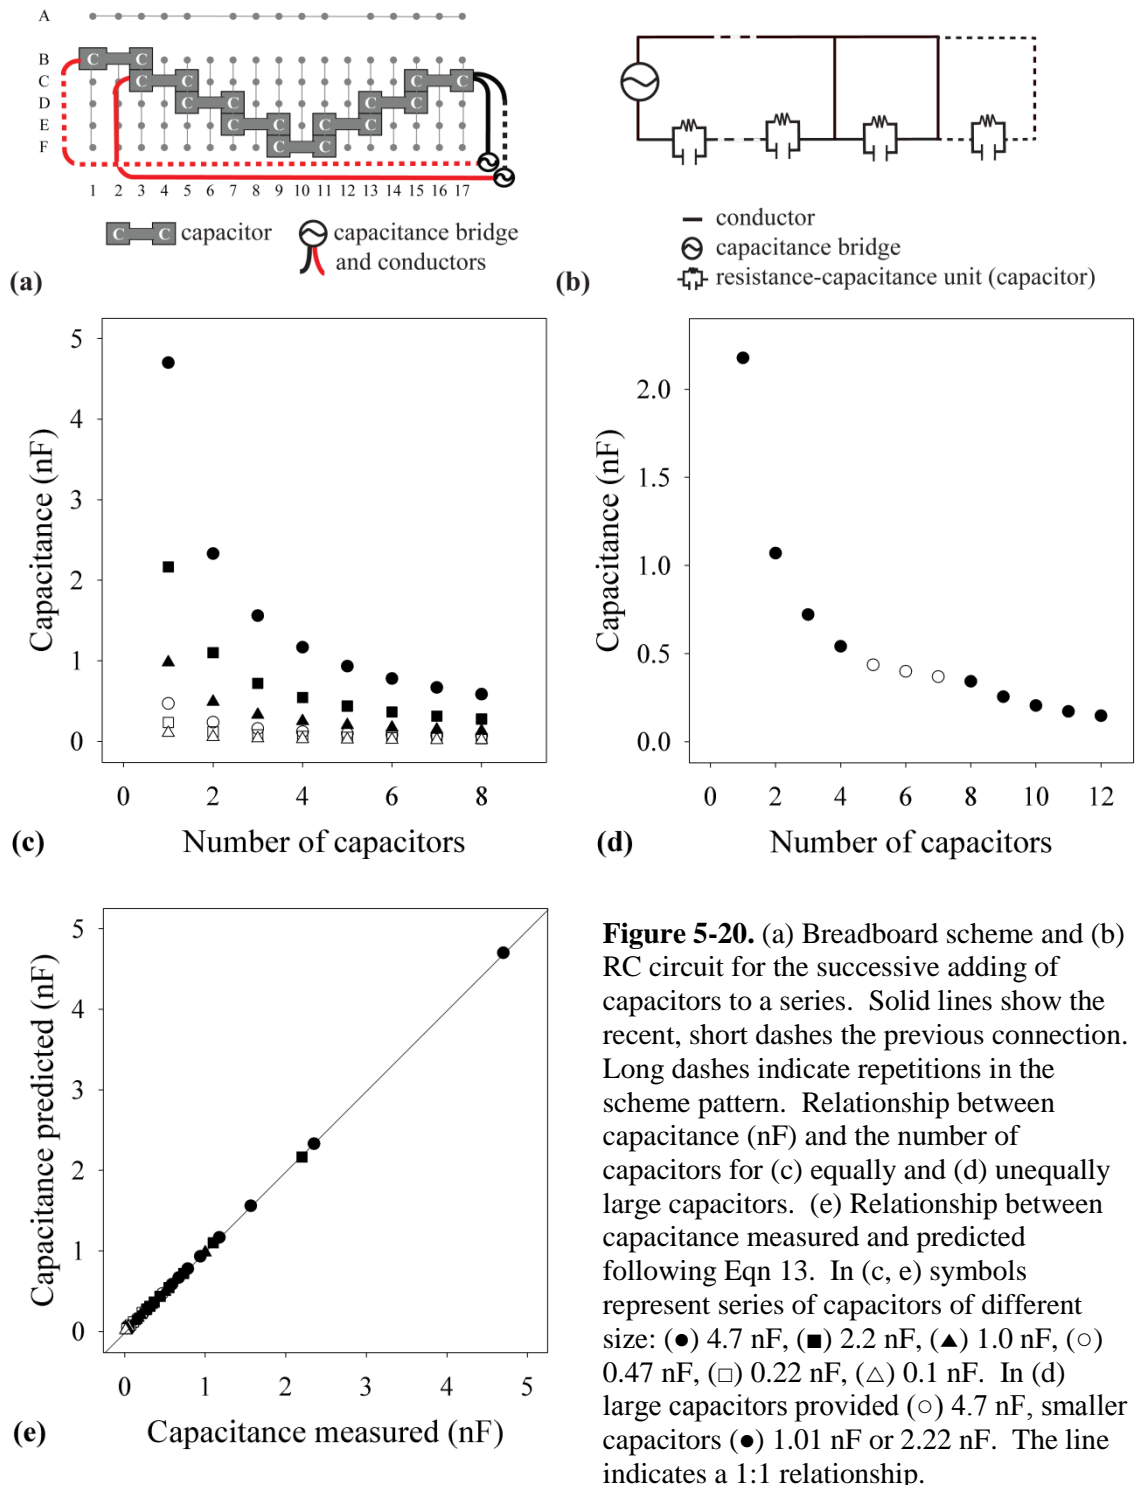 A
B
C
D
E
F
C C
C C
C C
C C
C C
C C
C C
C C
1 2 3 4 5 6 7 8 9 10 11 12 13 14 15 16 17
C C capacitor
capacitance bridge
and conductors
(a)
conductor
capacitance bridge
resistance-capacitance unit (capacitor)
(b)
Capacitance (nF)
5
4
3
2
1
0
0 2 4 6 8
Number of capacitors
(c)
Capacitance (nF)
2.0
1.5
1.0
0.5
0.0
0 2 4 6 8 10 12
Number of capacitors
(d)
Capacitance predicted (nF)
5
4
3
2
1
0
0 1 2 3 4 5
Capacitance measured (nF)
(e)
Figure 5-20. (a) Breadboard scheme and (b)
RC circuit for the successive adding of
capacitors to a series. Solid lines show the
recent, short dashes the previous connection.
Long dashes indicate repetitions in the
scheme pattern. Relationship between
capacitance (nF) and the number of
capacitors for (c) equally and (d) unequally
large capacitors. (e) Relationship between
capacitance measured and predicted
following Eqn 13. In (c, e) symbols
represent series of capacitors of different
size: (●) 4.7 nF, (■) 2.2 nF, (▲) 1.0 nF, (○)
0.47 nF, (□) 0.22 nF, (△) 0.1 nF. In (d)
large capacitors provided (○) 4.7 nF, smaller
capacitors (●) 1.01 nF or 2.22 nF. The line
indicates a 1:1 relationship.